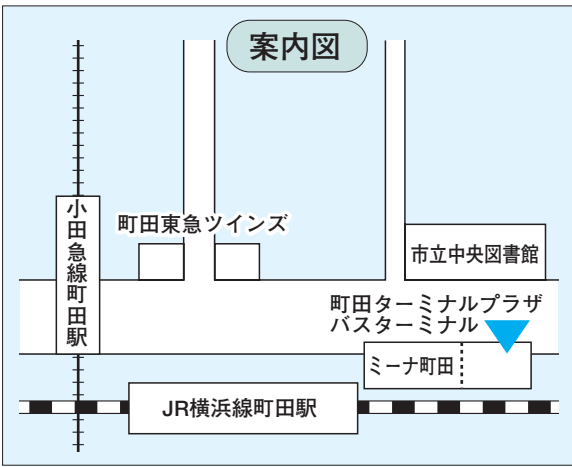 案内図
小田急線町田駅
町田東急ツインズ
市立中央図書館
町田ターミナルプラザ
バスターミナル
ミーナ町田
JR横浜線町田駅